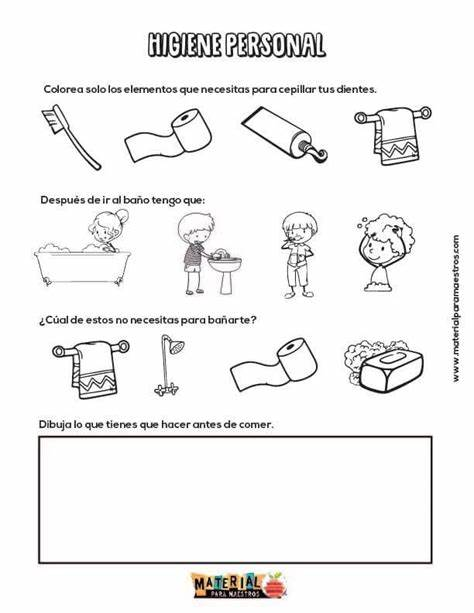 HIGIENE PERSONAL
Colorea solo los elementos que necesitas para cepillar tus dientes.
Después de ir al baño tengo que:
¿Cúal de estos no necesitas para bañarte?
Dibuja lo que tienes que hacer antes de comer.
www.materialparamaestros.com
MATERIAL
PARA MAESTROS